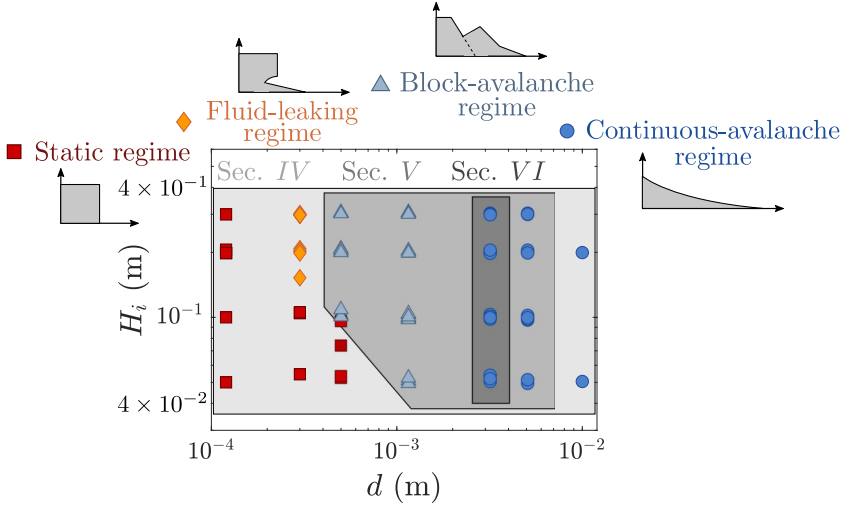 Block-avalanche
regime
Fluid-leaking
regime
Continuous-avalanche
regime
Static regime
Sec. IV
Sec. V
Sec. VI
4 × 10⁻¹
10⁻¹
4 × 10⁻²
H_i (m)
10⁻⁴
10⁻³
10⁻²
d (m)